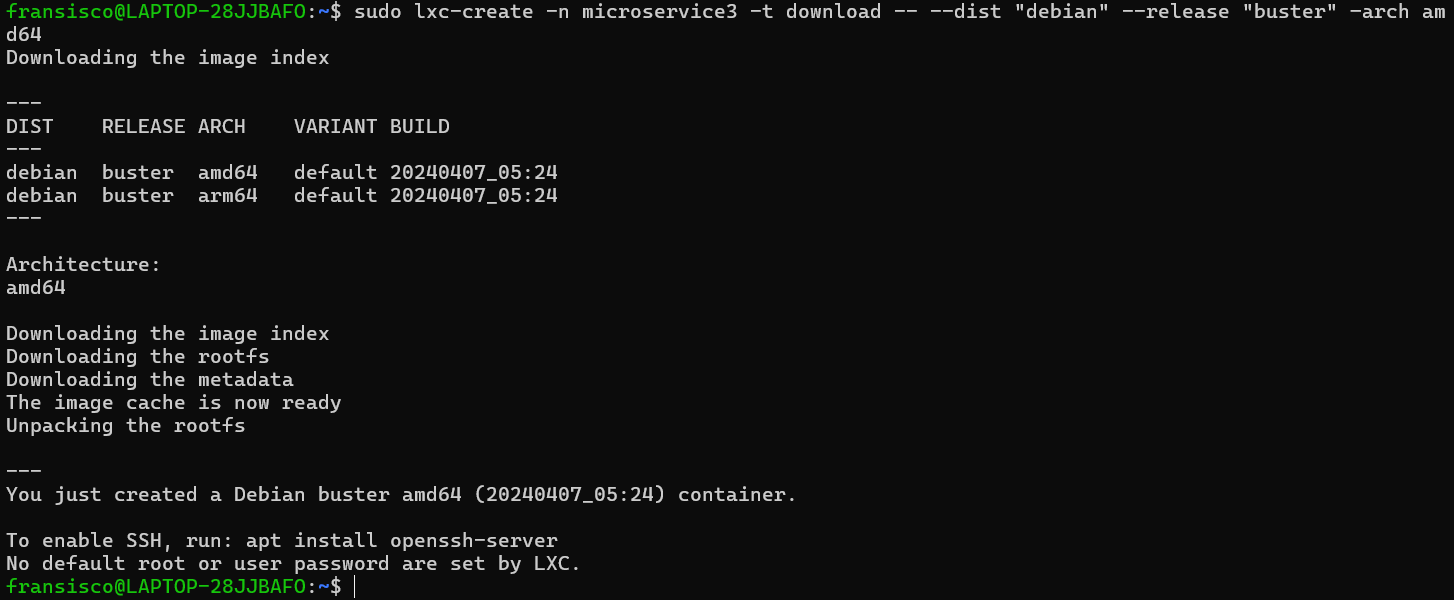 fransisco@LAPTOP-28JJBAFO:~$ sudo lxc-create -n microservice3 -t download -- --dist "debian" --release "buster" -arch am
d64
Downloading the image index

---
DIST    RELEASE ARCH    VARIANT BUILD
---
debian  buster  amd64   default 20240407_05:24
debian  buster  arm64   default 20240407_05:24
---

Architecture:
amd64

Downloading the image index
Downloading the rootfs
Downloading the metadata
The image cache is now ready
Unpacking the rootfs

---
You just created a Debian buster amd64 (20240407_05:24) container.

To enable SSH, run: apt install openssh-server
No default root or user password are set by LXC.
fransisco@LAPTOP-28JJBAFO:~$